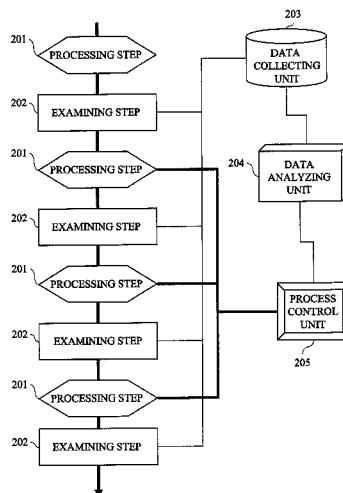 201
PROCESSING STEP
202
EXAMINING STEP
201
PROCESSING STEP
202
EXAMINING STEP
201
PROCESSING STEP
202
EXAMINING STEP
201
PROCESSING STEP
202
EXAMINING STEP
203
DATA
COLLECTING
UNIT
204
DATA
ANALYZING
UNIT
PROCESS
CONTROL
UNIT
205